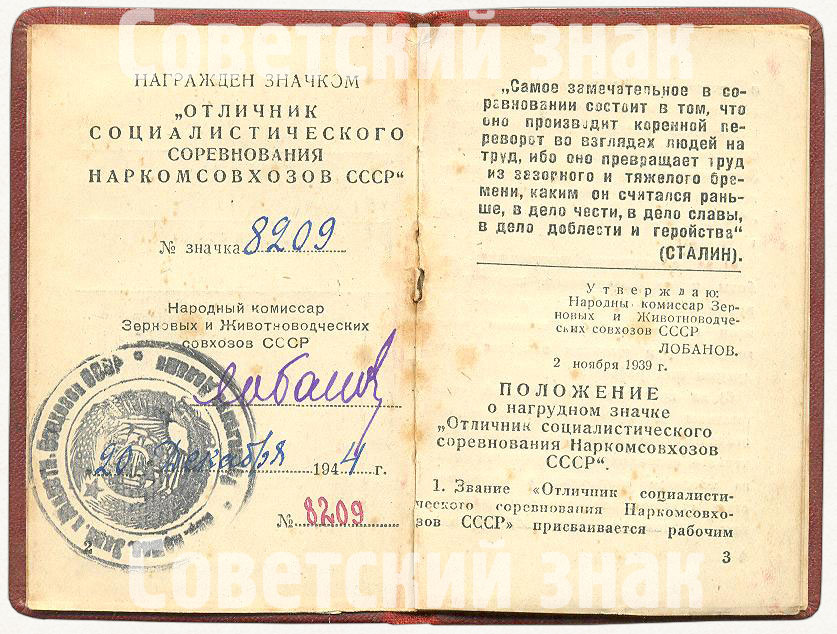 Советский знак
НАГРАЖДЕН ЗНАЧКОМ
„ОТЛИЧНИК
СОЦИАЛИСТИЧЕСКОГО
СОРЕВНОВАНИЯ
НАРКОМСОВХОЗОВ СССР“
№ значка 8209
Народный комиссар
Зерновых и Животноводческих
совхозов СССР
Лобанов
„20“ Декабря 1944 г.
№ 8209
„Самое замечательное в со-
ревновании состоит в том, что
оно производит коренной пе-
реворот во взглядах людей на
труд, ибо оно превращает труд
из зазорного и тяжелого бре-
мени, каким он считался рань-
ше, в дело чести, в дело славы,
в дело доблести и геройства“
(СТАЛИН).
Утверждаю:
Народны комиссар Зер-
новых и Животноводче-
ских совхозов СССР
ЛОБАНОВ.
2 ноября 1939 г.
ПОЛОЖЕНИЕ
о нагрудном значке
„Отличник социалистического
соревнования Наркомсовхозов
СССР“.
1. Звание «Отличник социалисти-
ческого соревнования Наркомсовхо-
зов СССР» присваивается рабочим
3
Советский знак